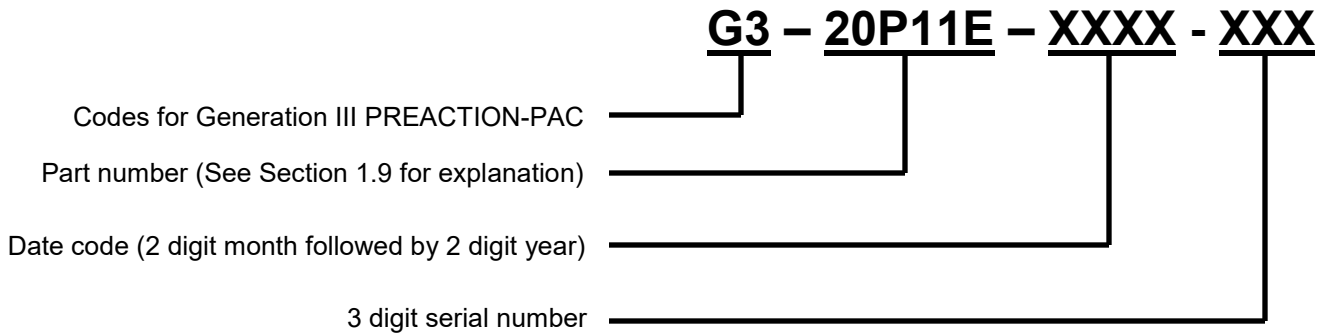 G3 – 20P11E – XXXX - XXX
Codes for Generation III PREACTION-PAC
Part number (See Section 1.9 for explanation)
Date code (2 digit month followed by 2 digit year)
3 digit serial number